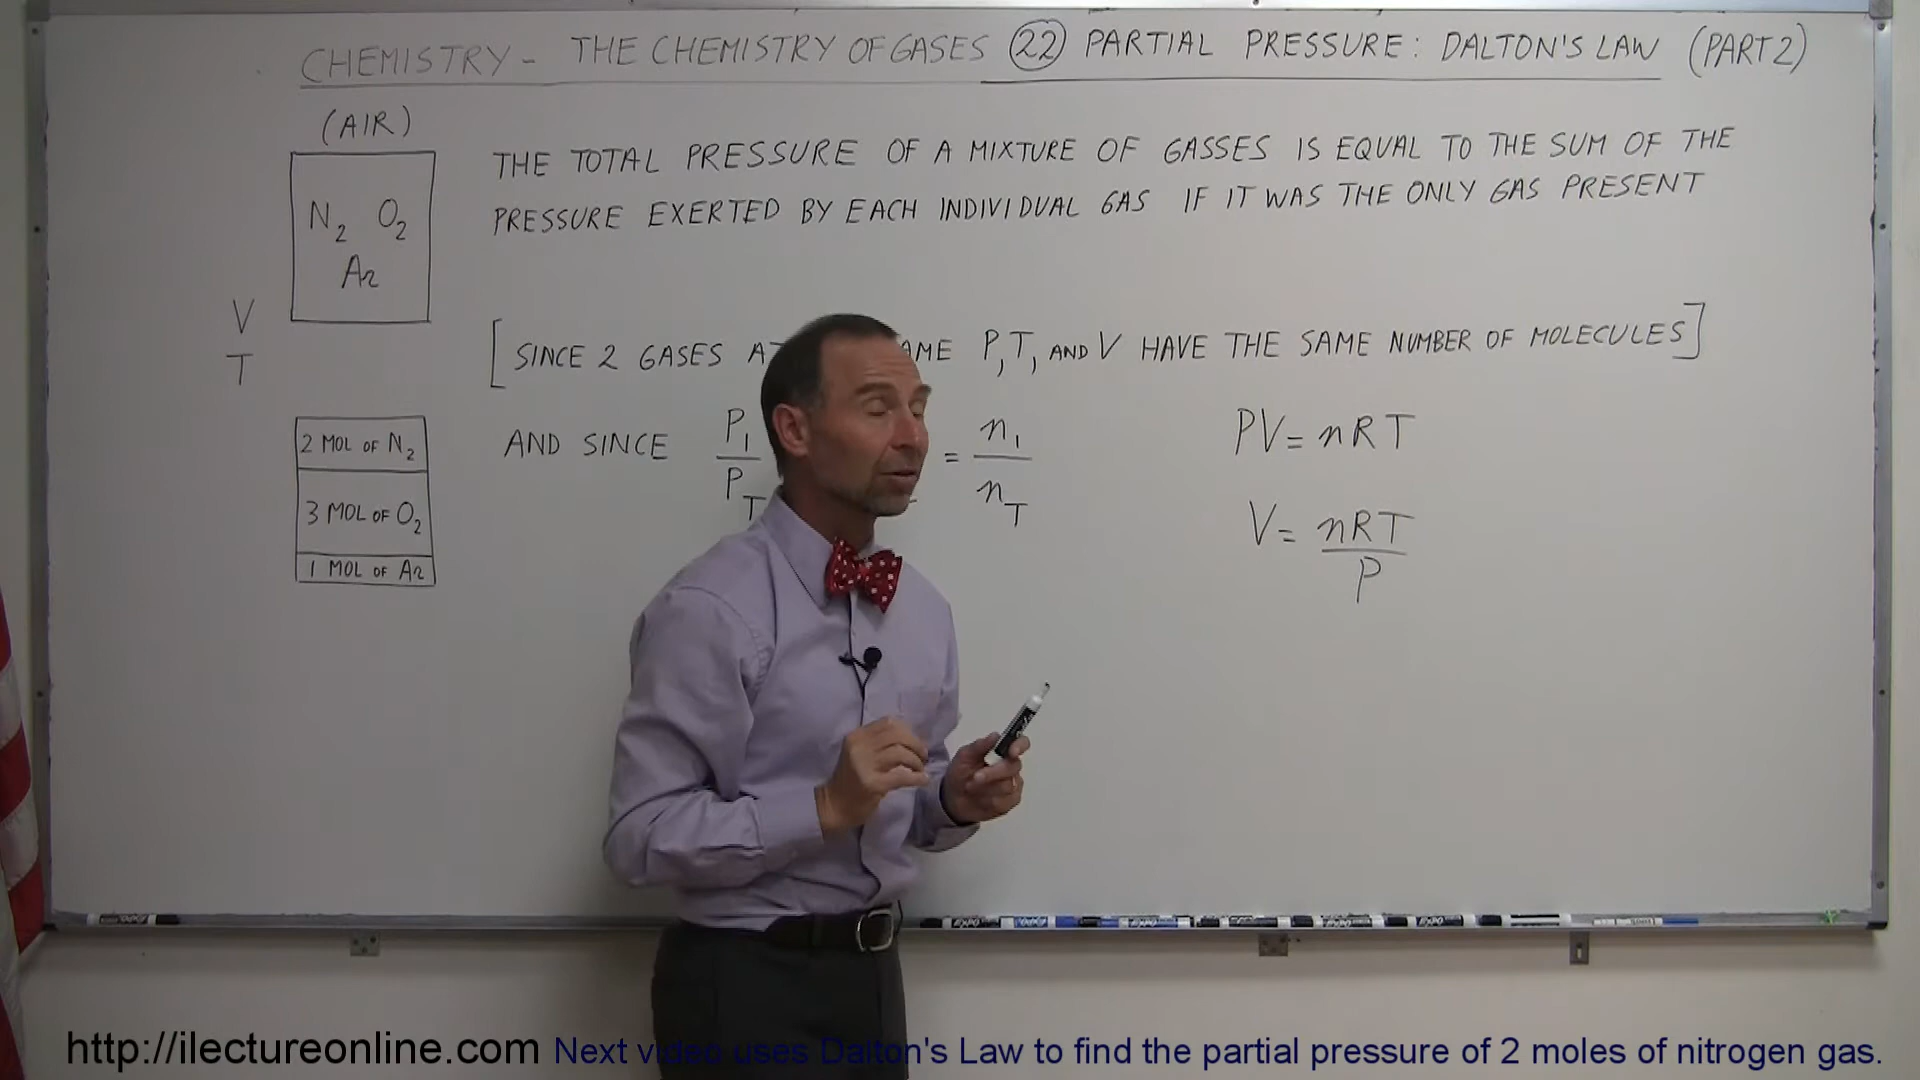 CHEMISTRY - THE CHEMISTRY OF GASES 22 PARTIAL PRESSURE: DALTON'S LAW (PART 2)
(AIR)
N2 O2
Ar
THE TOTAL PRESSURE OF A MIXTURE OF GASSES IS EQUAL TO THE SUM OF THE
PRESSURE EXERTED BY EACH INDIVIDUAL GAS IF IT WAS THE ONLY GAS PRESENT
V
T
[SINCE 2 GASES AME P, T, AND V HAVE THE SAME NUMBER OF MOLECULES]
2 MOL OF N2
3 MOL OF O2
1 MOL OF Ar
AND SINCE P1/PT = n1/nT
PV = nRT
V = nRT/P
http://ilectureonline.com Next video uses Dalton's Law to find the partial pressure of 2 moles of nitrogen gas.